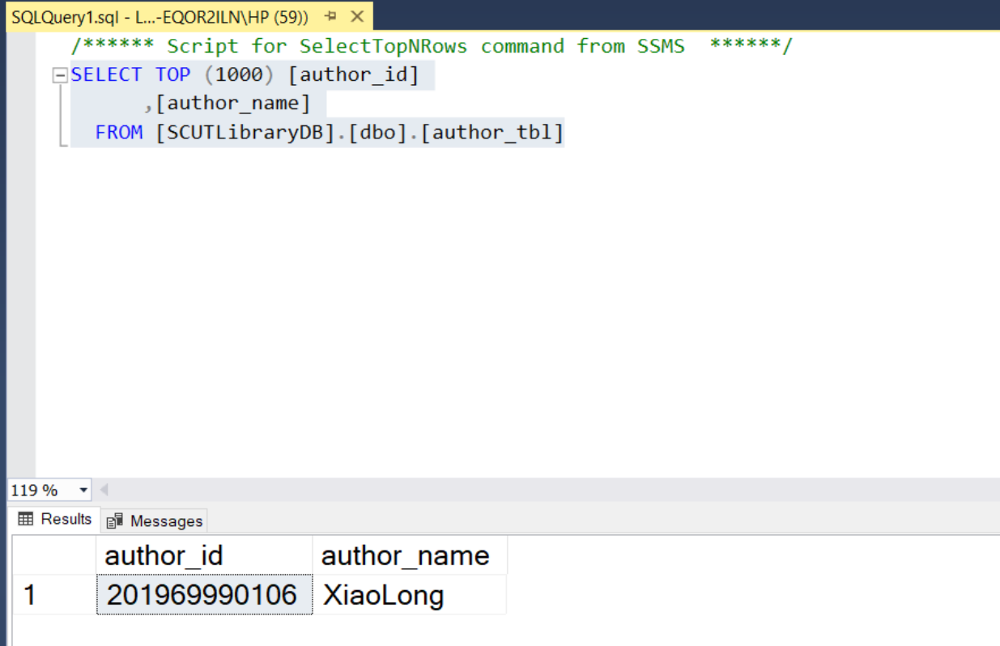 SQLQuery1.sql - L...-EQOR2ILN\HP (59))
/****** Script for SelectTopNRows command from SSMS  ******/
SELECT TOP (1000) [author_id]
      ,[author_name]
  FROM [SCUTLibraryDB].[dbo].[author_tbl]
119 %
Results Messages
author_id author_name
1 201969990106 XiaoLong